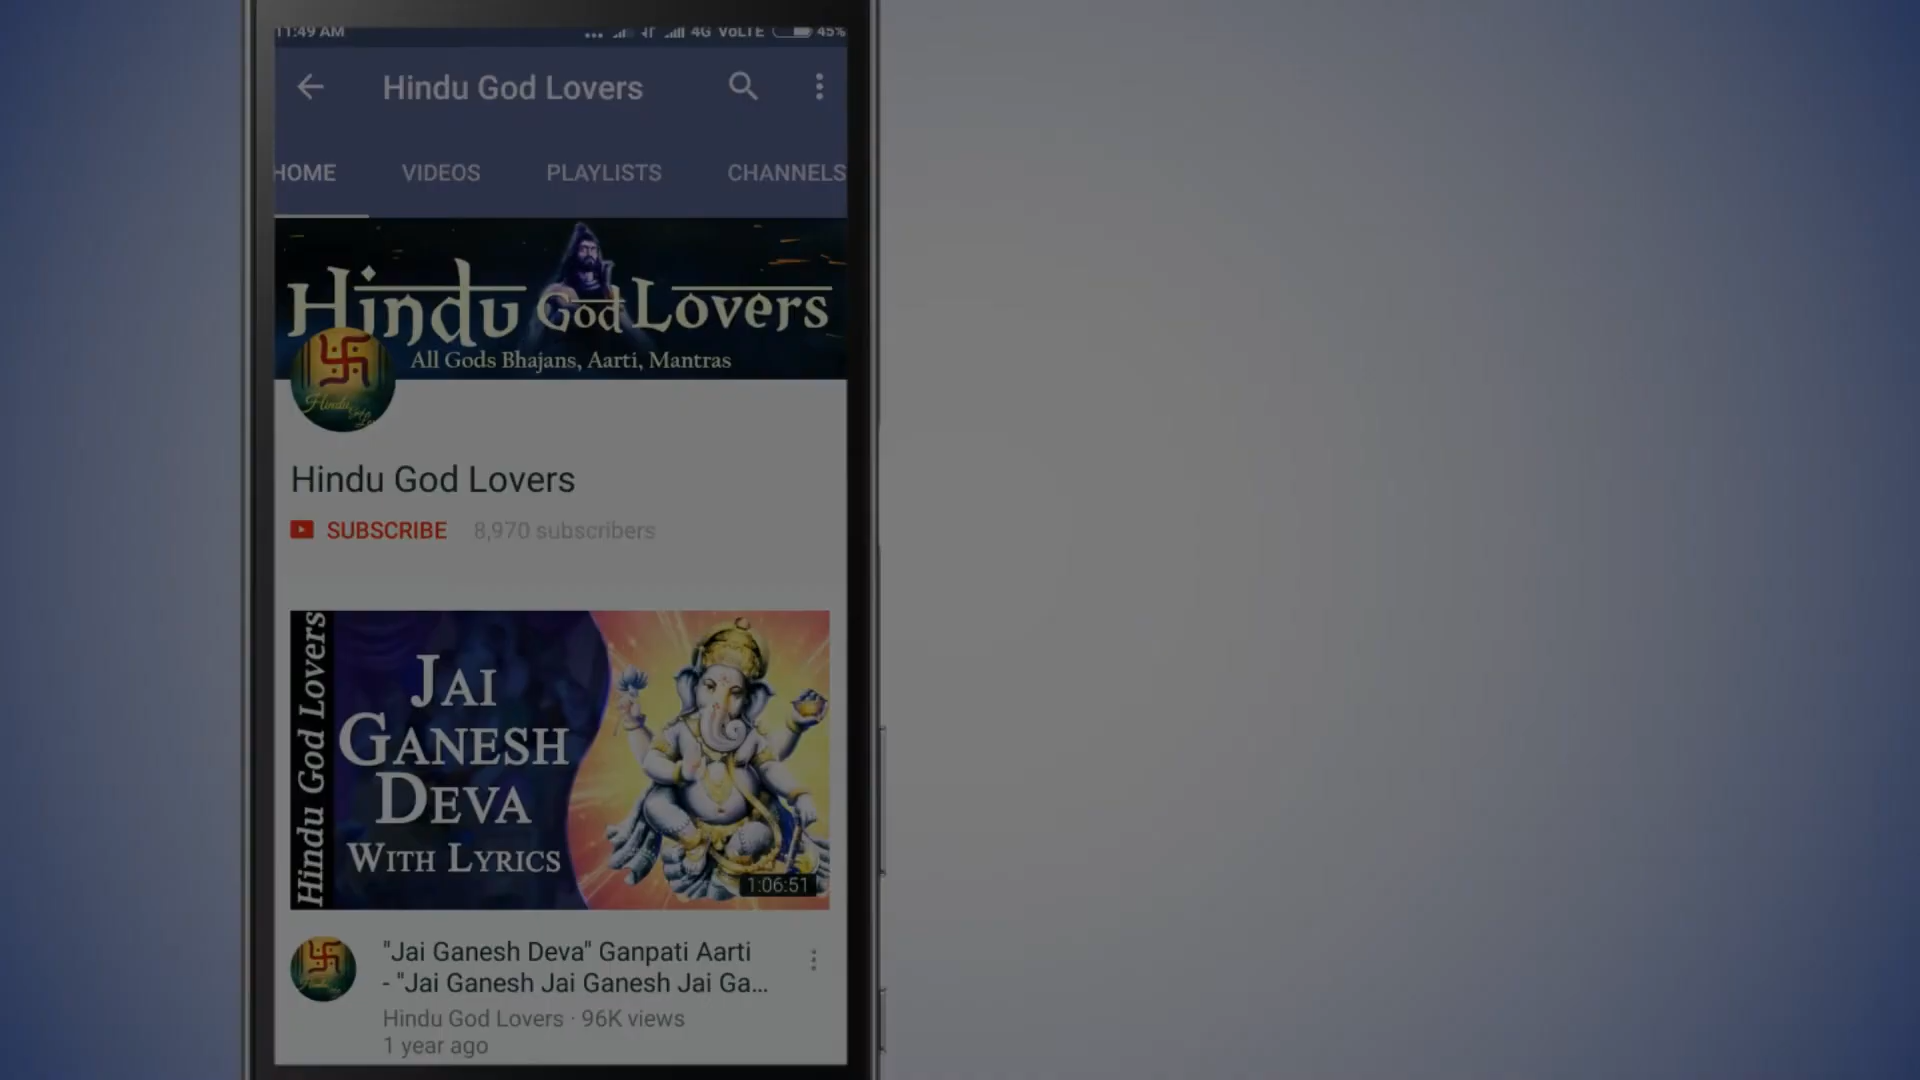 11:49 AM 4G VoLTE 45%
Hindu God Lovers
HOME VIDEOS PLAYLISTS CHANNELS
Hindu God Lovers
All Gods Bhajans, Aarti, Mantras
Hindu
Hindu God Lovers
SUBSCRIBE 8,970 subscribers
Hindu God Lovers
JAI
GANESH
DEVA
WITH LYRICS
1:06:51
"Jai Ganesh Deva" Ganpati Aarti
- "Jai Ganesh Jai Ganesh Jai Ga...
Hindu God Lovers · 96K views
1 year ago